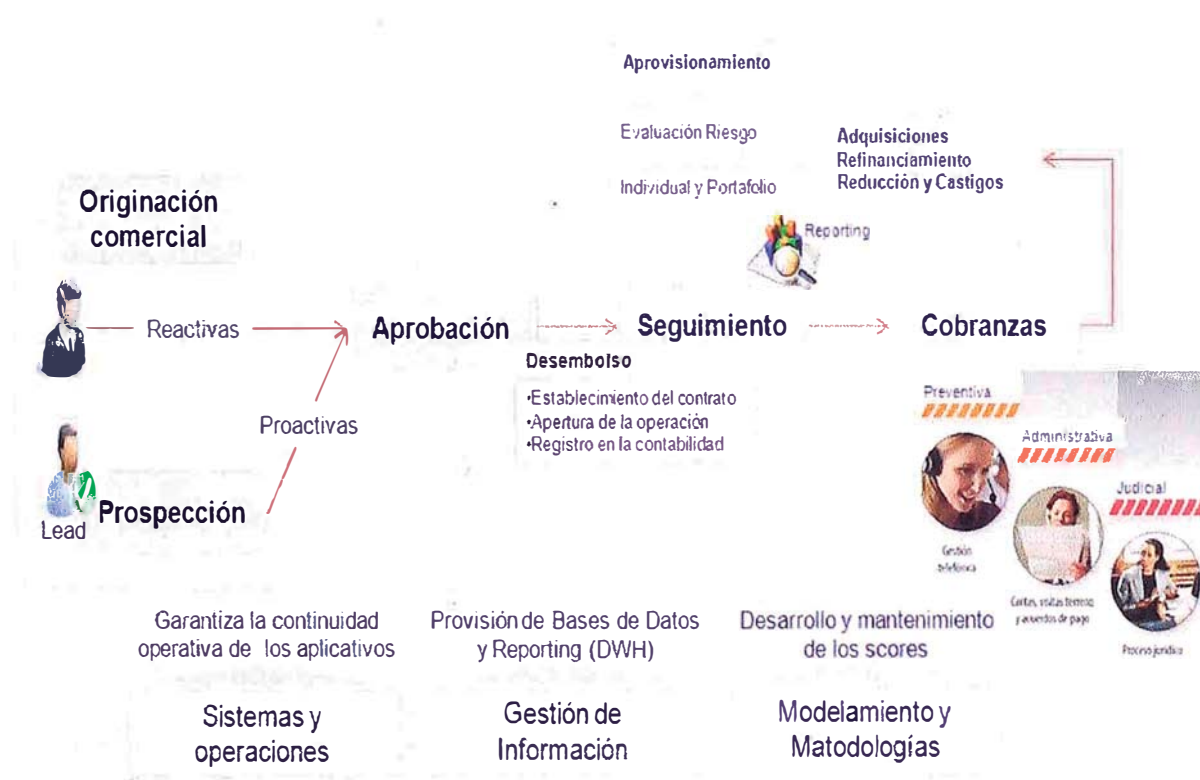 Aprovisionamiento
Evaluación Riesgo
Individual y Portafolio
Adquisiciones
Refinanciamiento
Reducción y Castigos
Reporting
Originación
comercial
Reactivas
Aprobación
Seguimiento
Cobranzas
Desembolso
•Establecimiento del contrato
•Apertura de la operación
•Registro en la contabilidad
Proactivas
Lead
Prospección
Preventiva
Administrativa
Judicial
Gestión
telefónica
Cartas, visitas terreno
y acuerdos de pago
Proceso jurídico
Garantiza la continuidad
operativa de los aplicativos
Provisión de Bases de Datos
y Reporting (DWH)
Desarrollo y mantenimiento
de los scores
Sistemas y
operaciones
Gestión de
Información
Modelamiento y
Matodologías